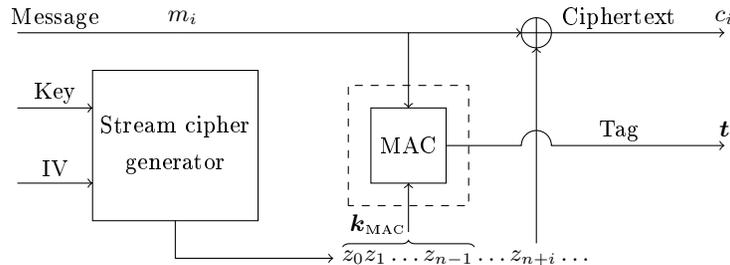 Message m_i Ciphertext c_i
Key
Stream cipher
generator
MAC
Tag t
IV
k_MAC
z_0 z_1 ... z_{n-1} ... z_{n+i} ...